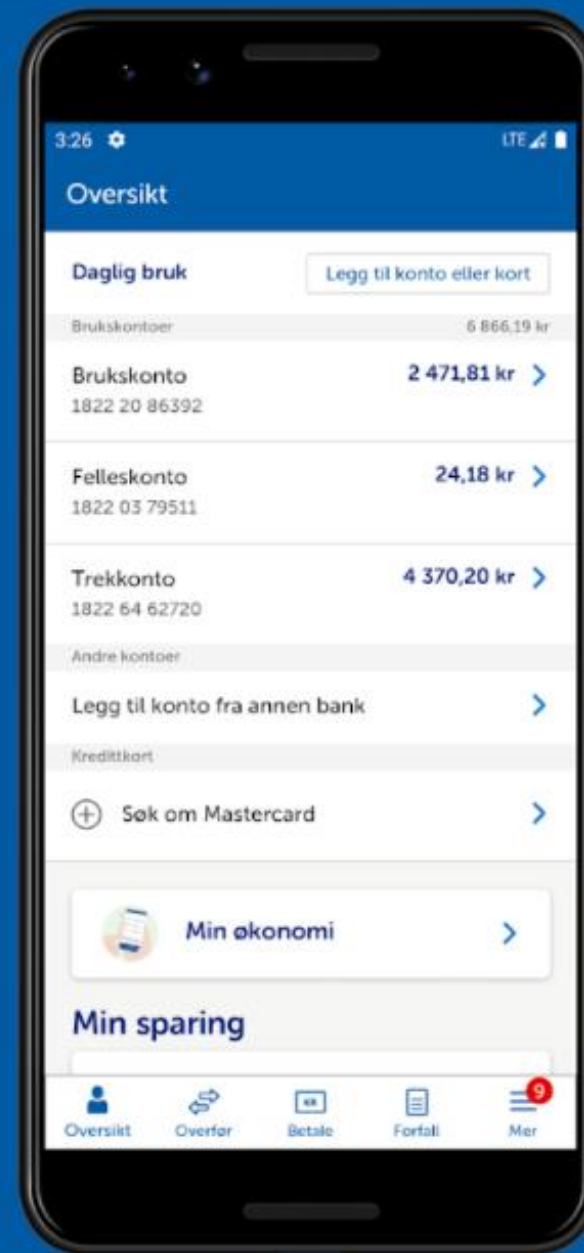 3:26 LTE
Oversikt
Daglig bruk Legg til konto eller kort
Brukskontoer 6 866,19 kr
Brukskonto 2 471,81 kr
1822 20 86392
Felleskonto 24,18 kr
1822 03 79511
Trekkonto 4 370,20 kr
1822 64 62720
Andre kontoer
Legg til konto fra annen bank
Kredittkort
Søk om Mastercard
Min økonomi
Min sparing
9
Oversikt Overfør Betale Forfall Mer